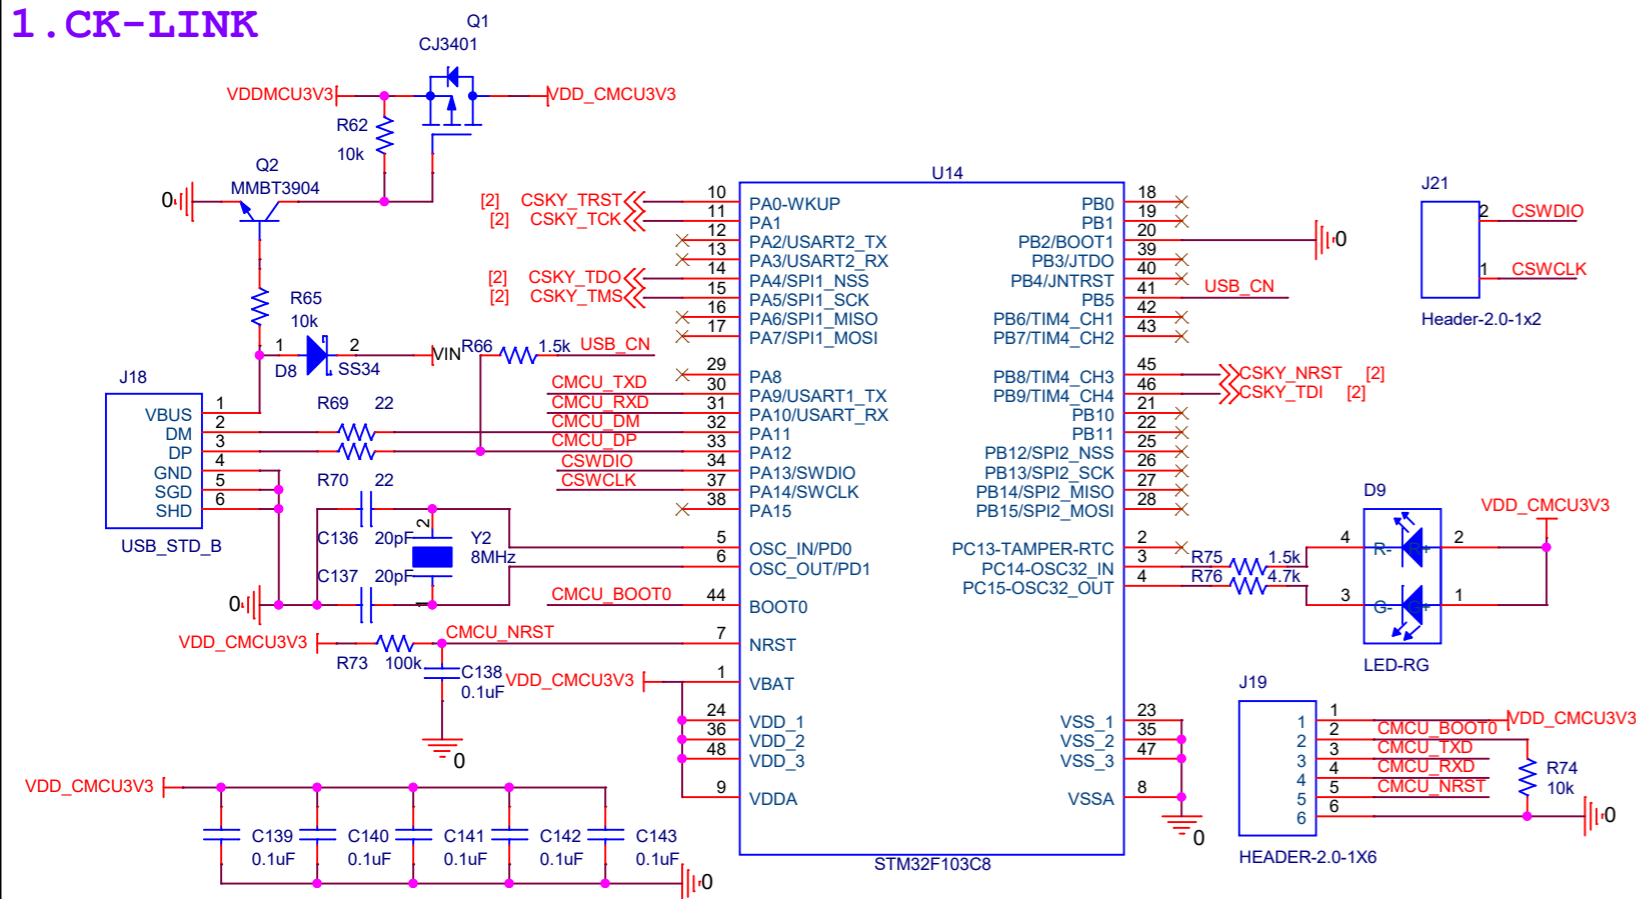 1.CK-LINK
Q1
CJ3401
VDDMCU3V3
VDD_CMCU3V3
R62
10k
Q2
MMBT3904
0
R65
10k
1
2
VIN
D8
SS34
R66
1.5k
USB_CN
J18
VBUS 1
DM 2
DP 3
GND 4
SGD 5
SHD 6
USB_STD_B
R69 22
R70 22
C136 20pF
C137 20pF
2
1
Y2
8MHz
0
VDD_CMCU3V3
R73 100k
CMCU_NRST
C138
0.1uF
0
VDD_CMCU3V3
VDD_CMCU3V3
C139
0.1uF
C140
0.1uF
C141
0.1uF
C142
0.1uF
C143
0.1uF
0
U14
[2] CSKY_TRST 10 PA0-WKUP
[2] CSKY_TCK 11 PA1
12 PA2/USART2_TX
13 PA3/USART2_RX
[2] CSKY_TDO 14 PA4/SPI1_NSS
[2] CSKY_TMS 15 PA5/SPI1_SCK
16 PA6/SPI1_MISO
17 PA7/SPI1_MOSI
29 PA8
CMCU_TXD 30 PA9/USART1_TX
CMCU_RXD 31 PA10/USART_RX
CMCU_DM 32 PA11
CMCU_DP 33 PA12
CSWDIO 34 PA13/SWDIO
CSWCLK 37 PA14/SWCLK
38 PA15
5 OSC_IN/PD0
6 OSC_OUT/PD1
CMCU_BOOT0 44 BOOT0
7 NRST
1 VBAT
24 VDD_1
36 VDD_2
48 VDD_3
9 VDDA
PB0 18
PB1 19
PB2/BOOT1 20
0
PB3/JTDO 39
PB4/JNTRST 40
PB5 41 USB_CN
PB6/TIM4_CH1 42
PB7/TIM4_CH2 43
PB8/TIM4_CH3 45 CSKY_NRST [2]
PB9/TIM4_CH4 46 CSKY_TDI [2]
PB10 21
PB11 22
PB12/SPI2_NSS 25
PB13/SPI2_SCK 26
PB14/SPI2_MISO 27
PB15/SPI2_MOSI 28
PC13-TAMPER-RTC 2
PC14-OSC32_IN 3
PC15-OSC32_OUT 4
VSS_1 23
VSS_2 35
VSS_3 47
VSSA 8
0
STM32F103C8
R75 1.5k
R76 4.7k
D9
VDD_CMCU3V3
4 R- R+ 2
3 G- G+ 1
LED-RG
J21
2 CSWDIO
1 CSWCLK
Header-2.0-1x2
J19
1 1 VDD_CMCU3V3
2 2 CMCU_BOOT0
3 3 CMCU_TXD
4 4 CMCU_RXD
5 5 CMCU_NRST
6 6
R74
10k
0
HEADER-2.0-1X6